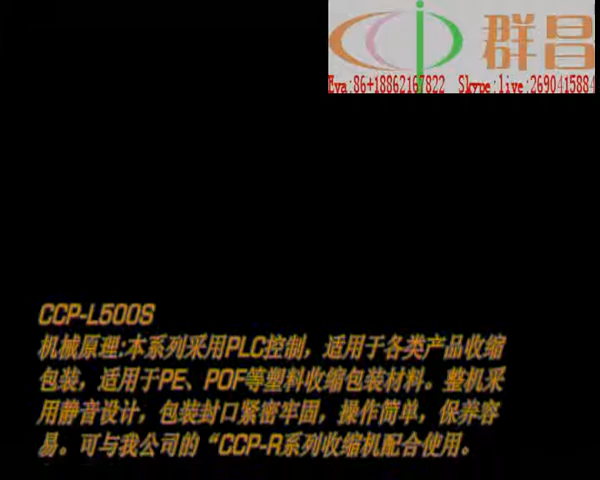 群昌
Eva:86+18862167822 Skype:live:2690415884
CCP-L500S
机械原理:本系列采用PLC控制，适用于各类产品收缩
包装，适用于PE、POF等塑料收缩包装材料。整机采
用静音设计，包装封口紧密牢固，操作简单，保养容
易。可与我公司的“CCP-R系列收缩机配合使用。